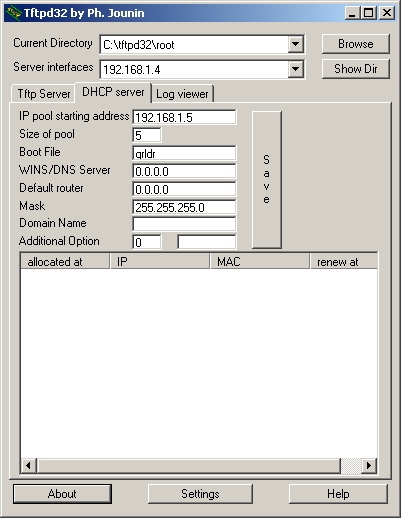 Tftpd32 by Ph. Jounin
Current Directory C:\tftpd32\root Browse
Server interfaces 192.168.1.4 Show Dir
Tftp Server DHCP server Log viewer
IP pool starting address 192.168.1.5
Size of pool 5
Boot File grldr
WINS/DNS Server 0.0.0.0
Default router 0.0.0.0
Mask 255.255.255.0
Domain Name
Additional Option 0
Save
allocated at IP MAC renew at
About Settings Help